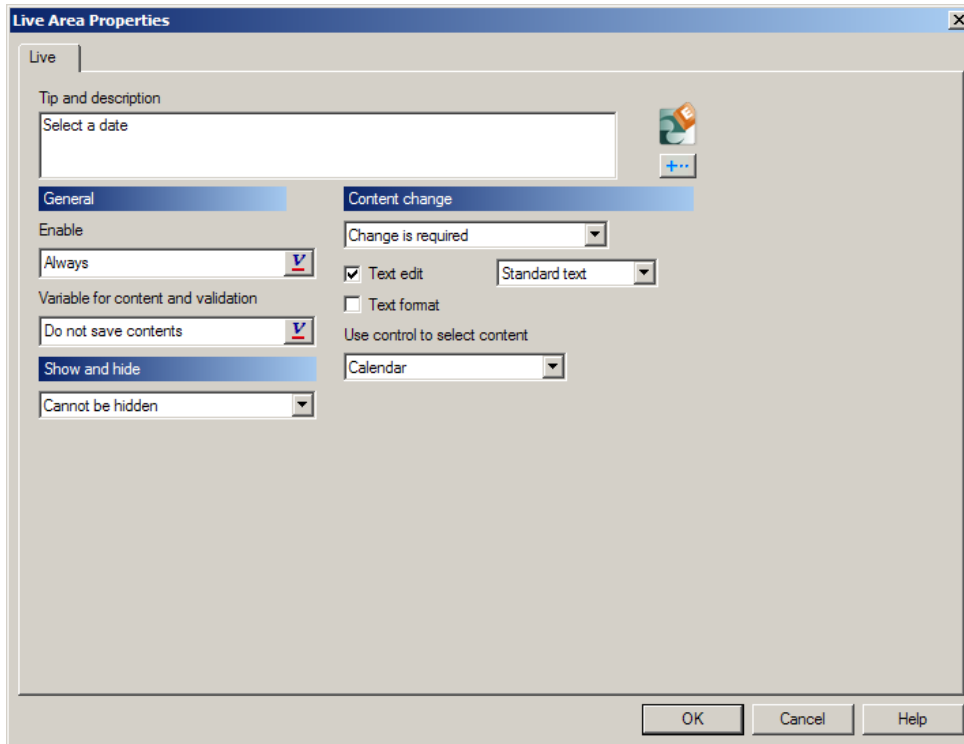 Live Area Properties
Live
Tip and description
Select a date
General
Enable
Always
Variable for content and validation
Do not save contents
Show and hide
Cannot be hidden
Content change
Change is required
Text edit
Standard text
Text format
Use control to select content
Calendar
OK
Cancel
Help